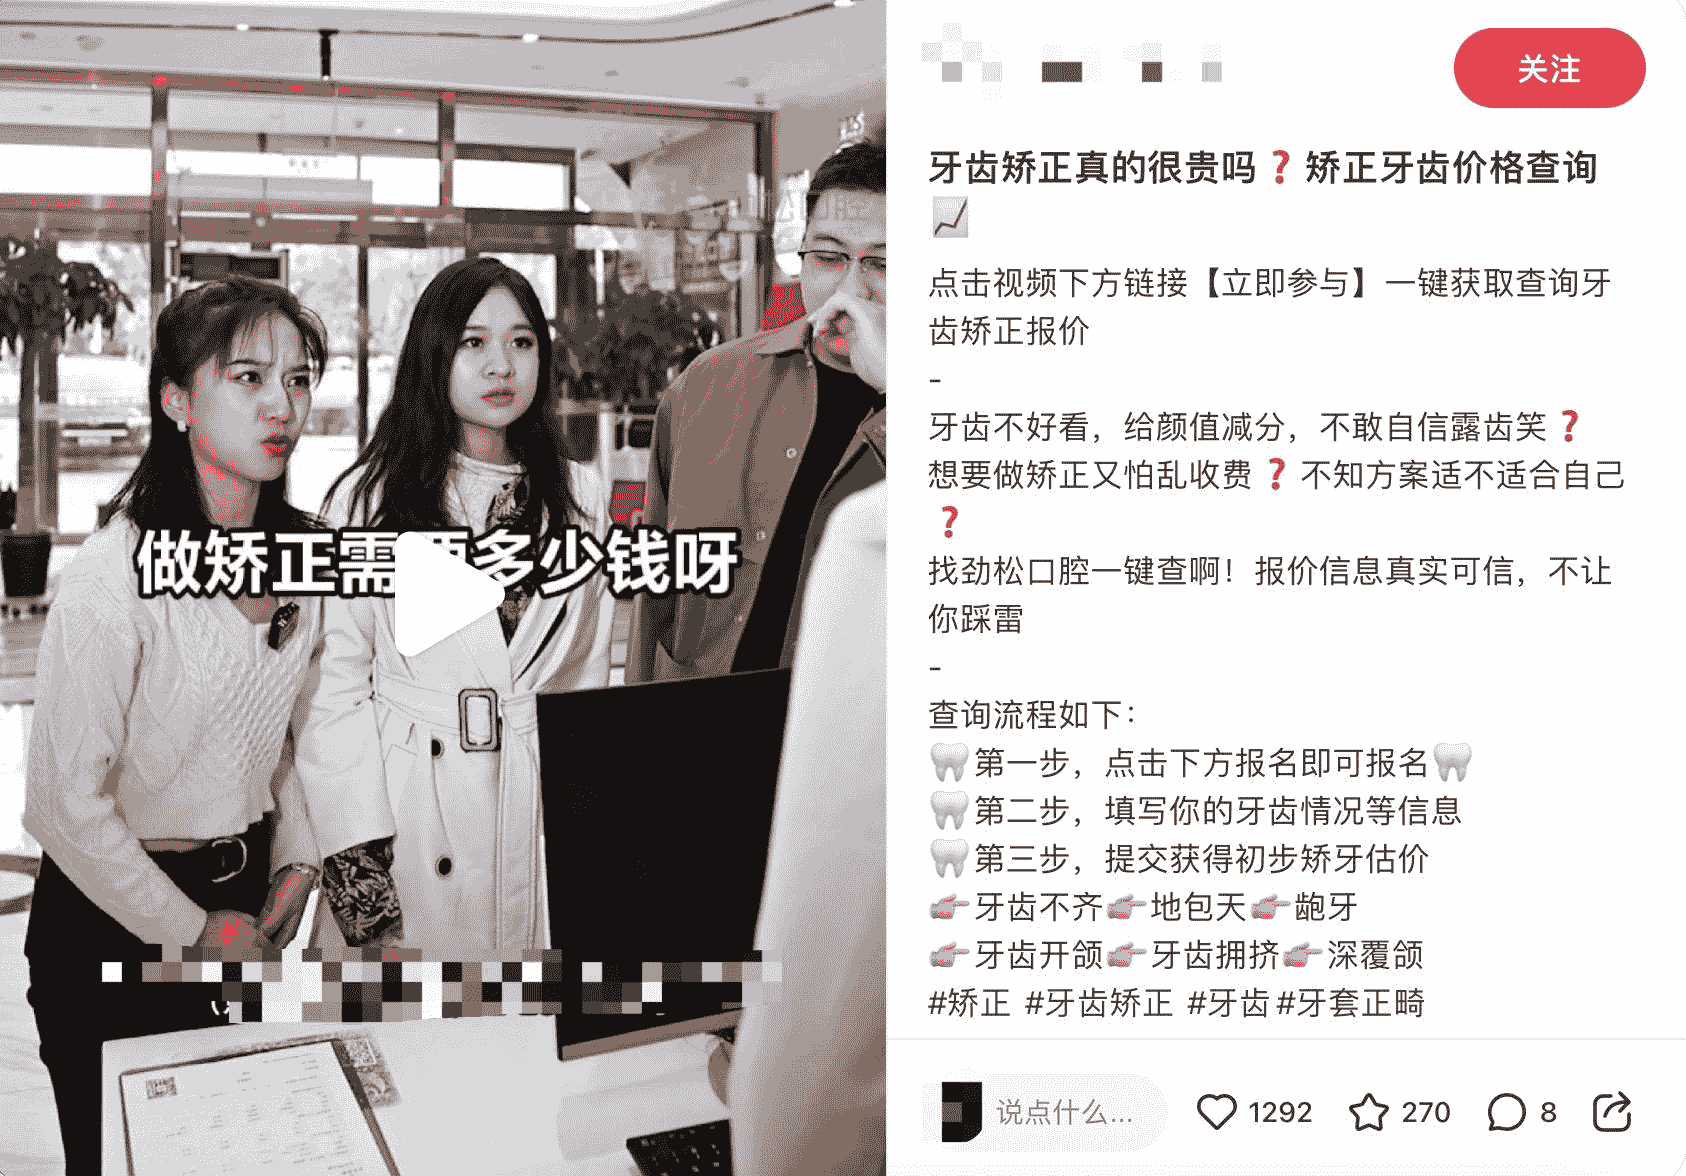 关注
牙齿矫正真的很贵吗❓矫正牙齿价格查询
📈
点击视频下方链接【立即参与】一键获取查询牙
齿矫正报价
-
牙齿不好看，给颜值减分，不敢自信露齿笑❓
想要做矫正又怕乱收费❓不知方案适不适合自己
❓
找劲松口腔一键查啊！报价信息真实可信，不让
你踩雷
-
查询流程如下：
🦷第一步，点击下方报名即可报名🦷
🦷第二步，填写你的牙齿情况等信息
🦷第三步，提交获得初步矫牙估价
👉牙齿不齐👉地包天👉龅牙
👉牙齿开颌👉牙齿拥挤👉深覆颌
#矫正 #牙齿矫正 #牙齿 #牙套正畸
说点什么... 1292 270 8
做矫正需要多少钱呀